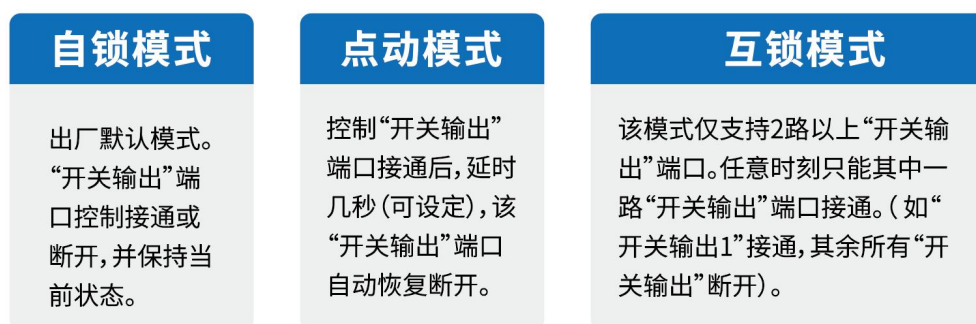 自锁模式
出厂默认模式。
“开关输出”端
口控制接通或
断开,并保持当
前状态。
点动模式
控制“开关输出”
端口接通后,延时
几秒(可设定),该
“开关输出”端口
自动恢复断开。
互锁模式
该模式仅支持2路以上“开关输
出”端口。任意时刻只能其中一
路“开关输出”端口接通。(如“
开关输出1”接通,其余所有“开
关输出”断开)。